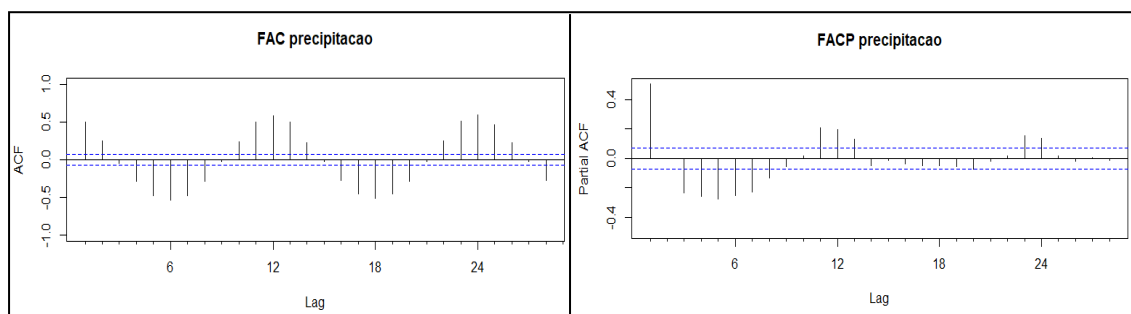 FAC precipitacao
ACF
1.0
0.5
0.0
-0.5
-1.0
6 12 18 24
Lag
FACP precipitacao
Partial ACF
0.4
0.0
-0.4
6 12 18 24
Lag